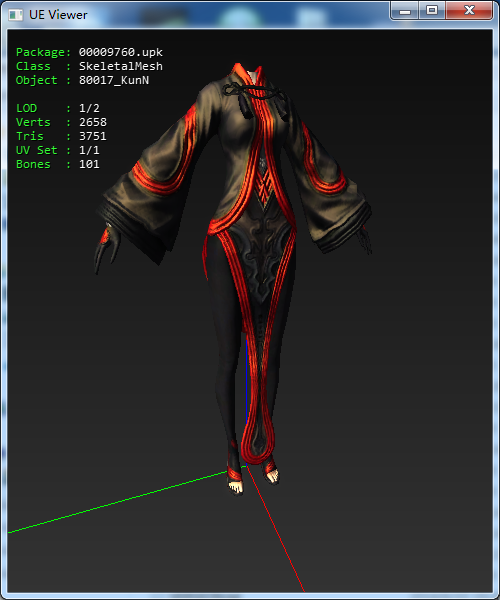 UE Viewer
Package: 00009760.upk
Class : SkeletalMesh
Object : 80017_KunN
LOD : 1/2
Verts : 2658
Tris : 3751
UV Set : 1/1
Bones : 101